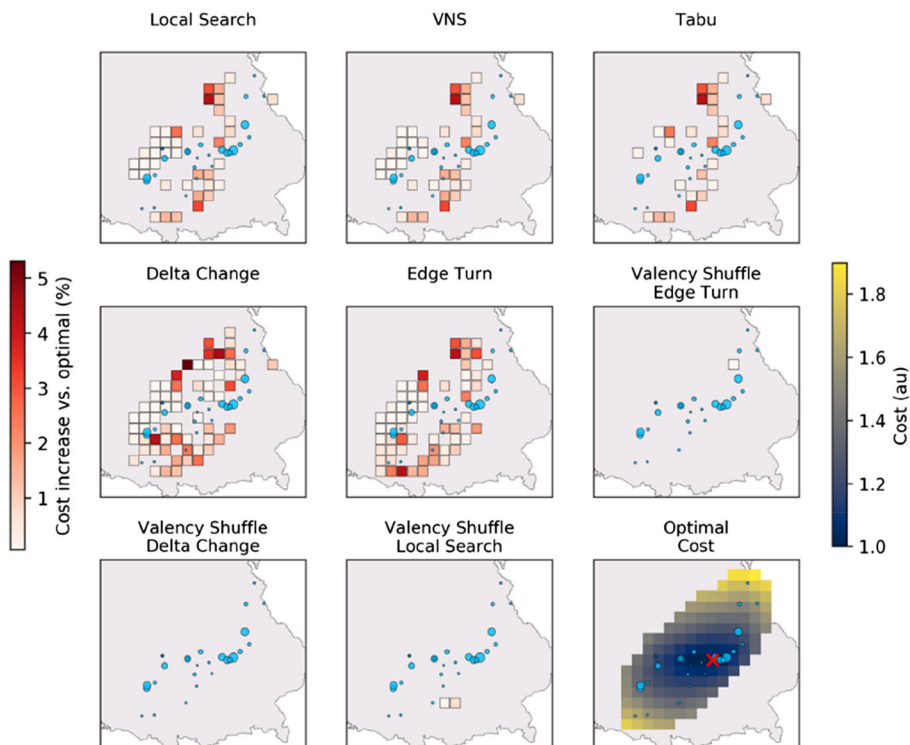 Local Search
VNS
Tabu
Delta Change
Edge Turn
Valency Shuffle
Edge Turn
5
4
3
2
1
Cost increase vs. optimal (%)
1.8
1.6
1.4
1.2
1.0
Cost (au)
Valency Shuffle
Delta Change
Valency Shuffle
Local Search
Optimal
Cost